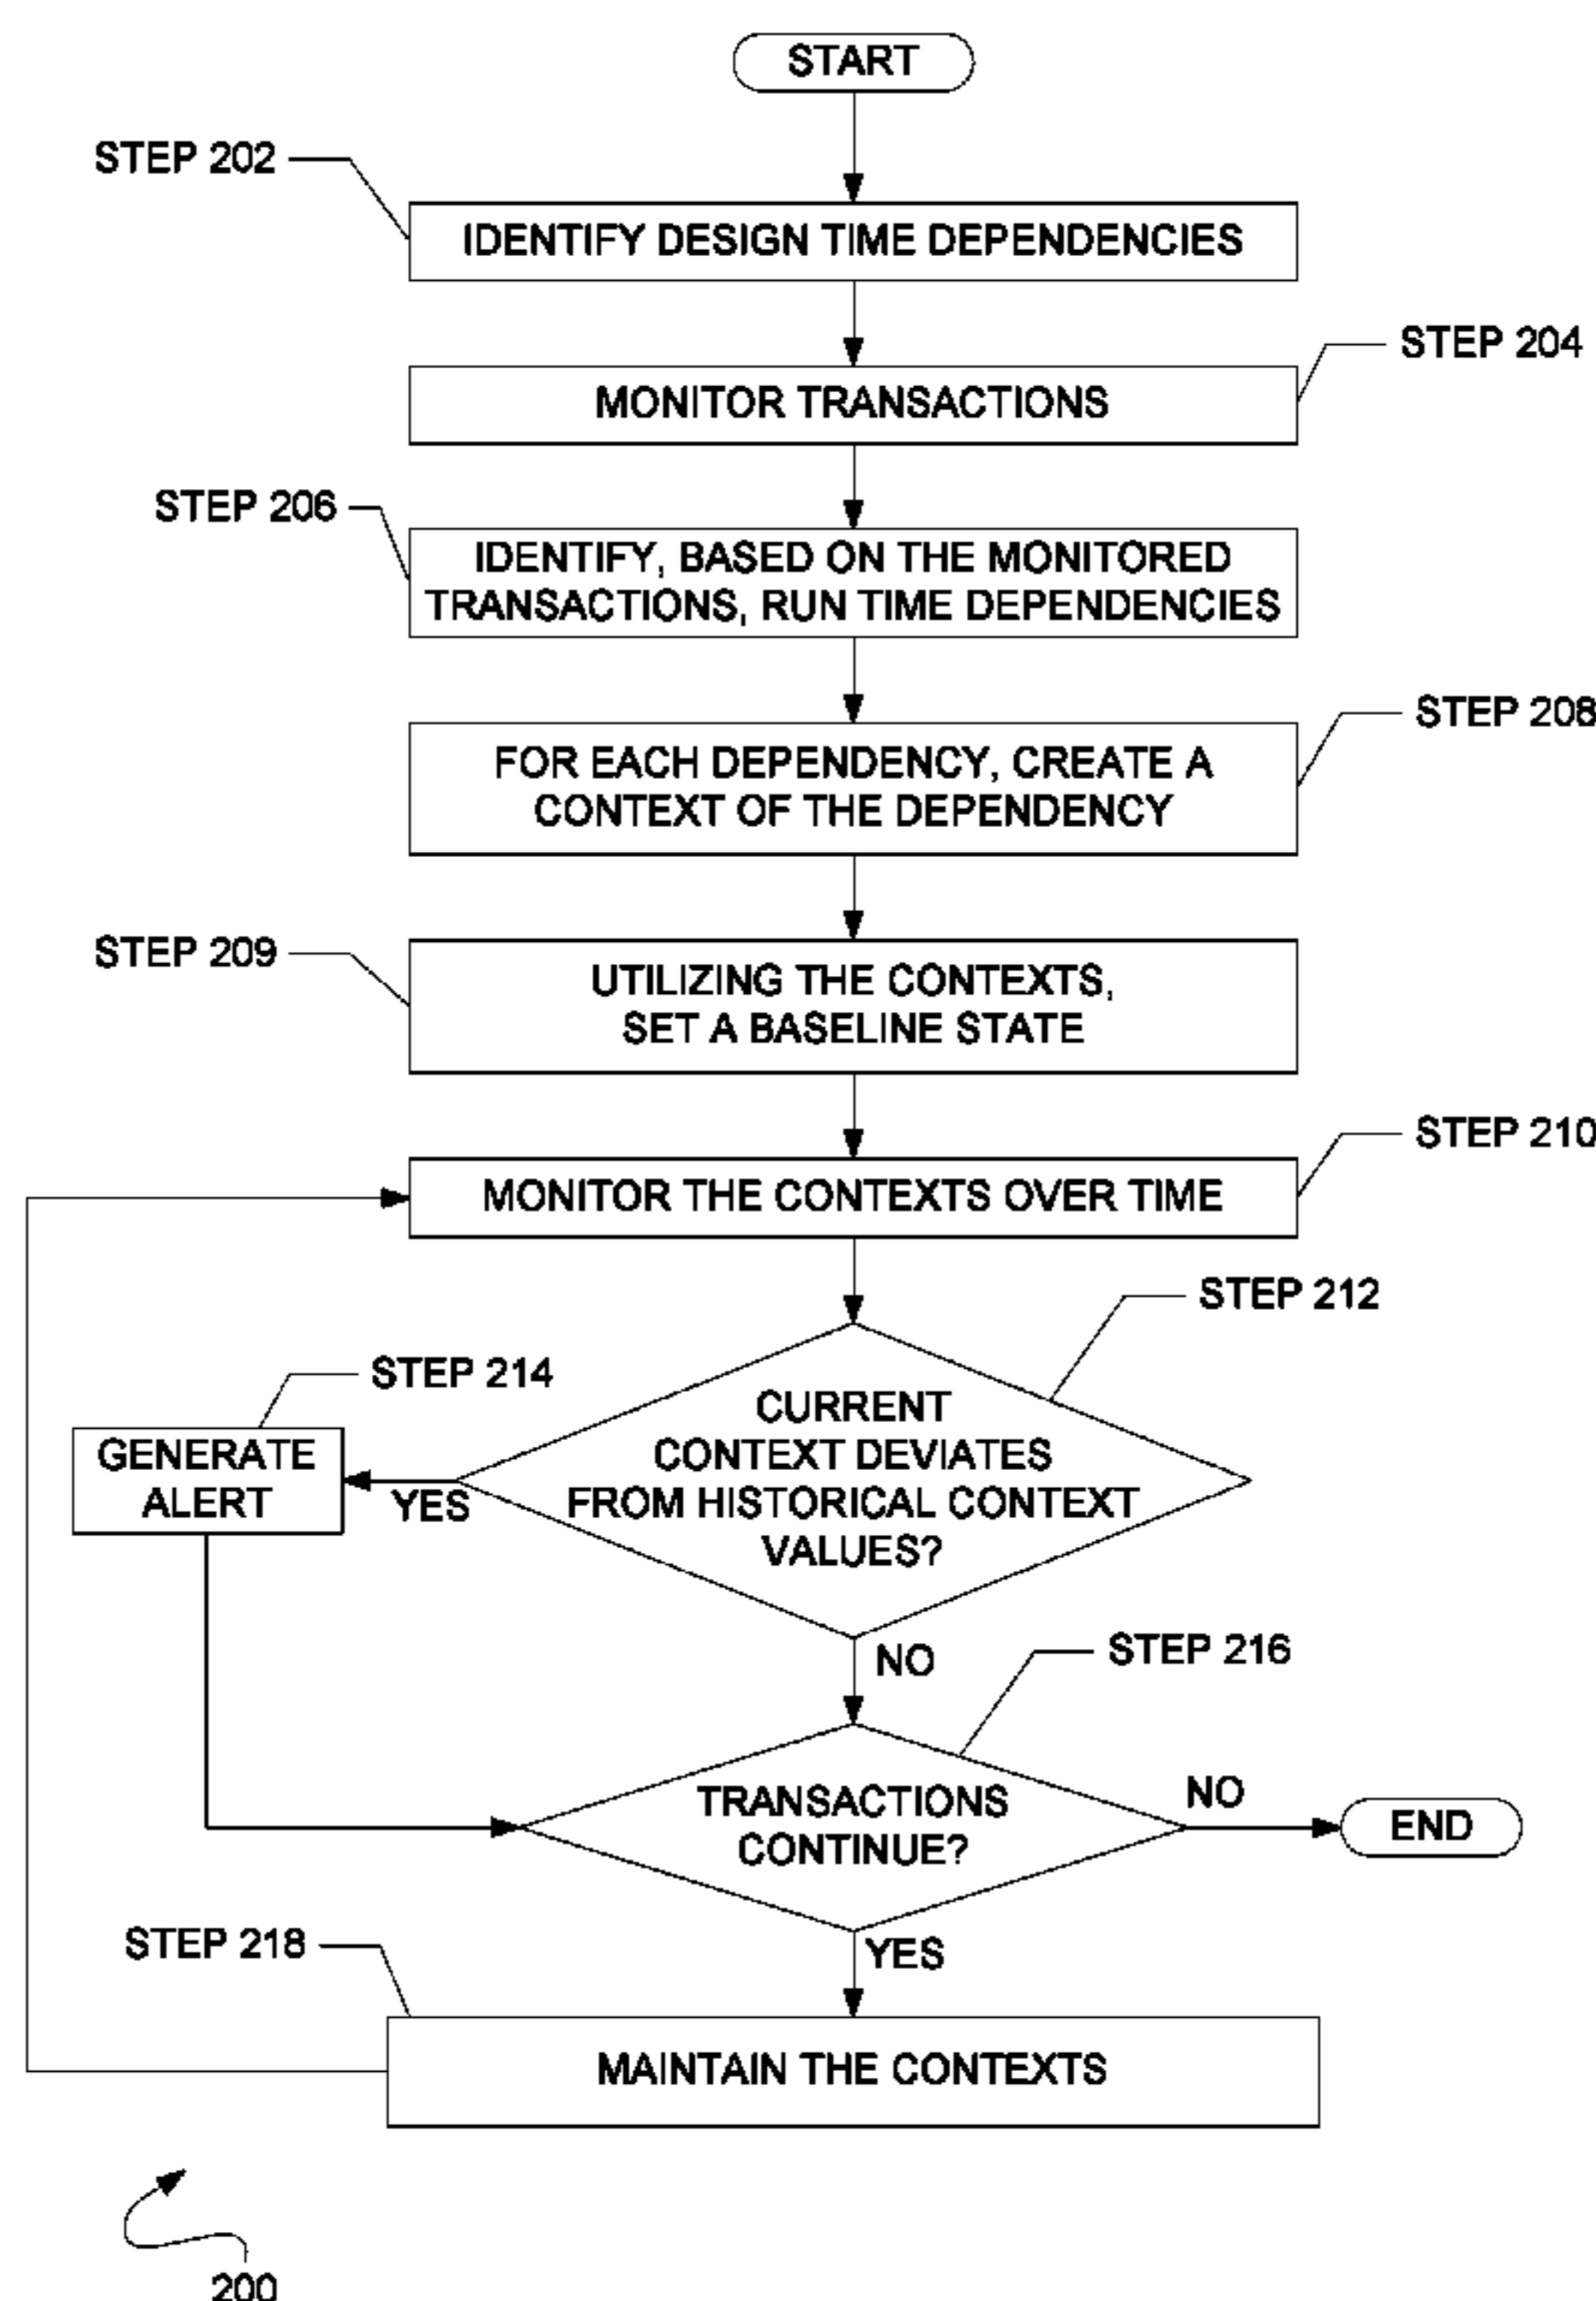 START
STEP 202
IDENTIFY DESIGN TIME DEPENDENCIES
STEP 204
MONITOR TRANSACTIONS
STEP 206
IDENTIFY, BASED ON THE MONITORED
TRANSACTIONS, RUN TIME DEPENDENCIES
STEP 208
FOR EACH DEPENDENCY, CREATE A
CONTEXT OF THE DEPENDENCY
STEP 209
UTILIZING THE CONTEXTS,
SET A BASELINE STATE
STEP 210
MONITOR THE CONTEXTS OVER TIME
STEP 212
STEP 214
GENERATE
ALERT
YES
CURRENT
CONTEXT DEVIATES
FROM HISTORICAL CONTEXT
VALUES?
NO
STEP 216
TRANSACTIONS
CONTINUE?
NO
END
YES
STEP 218
MAINTAIN THE CONTEXTS
200